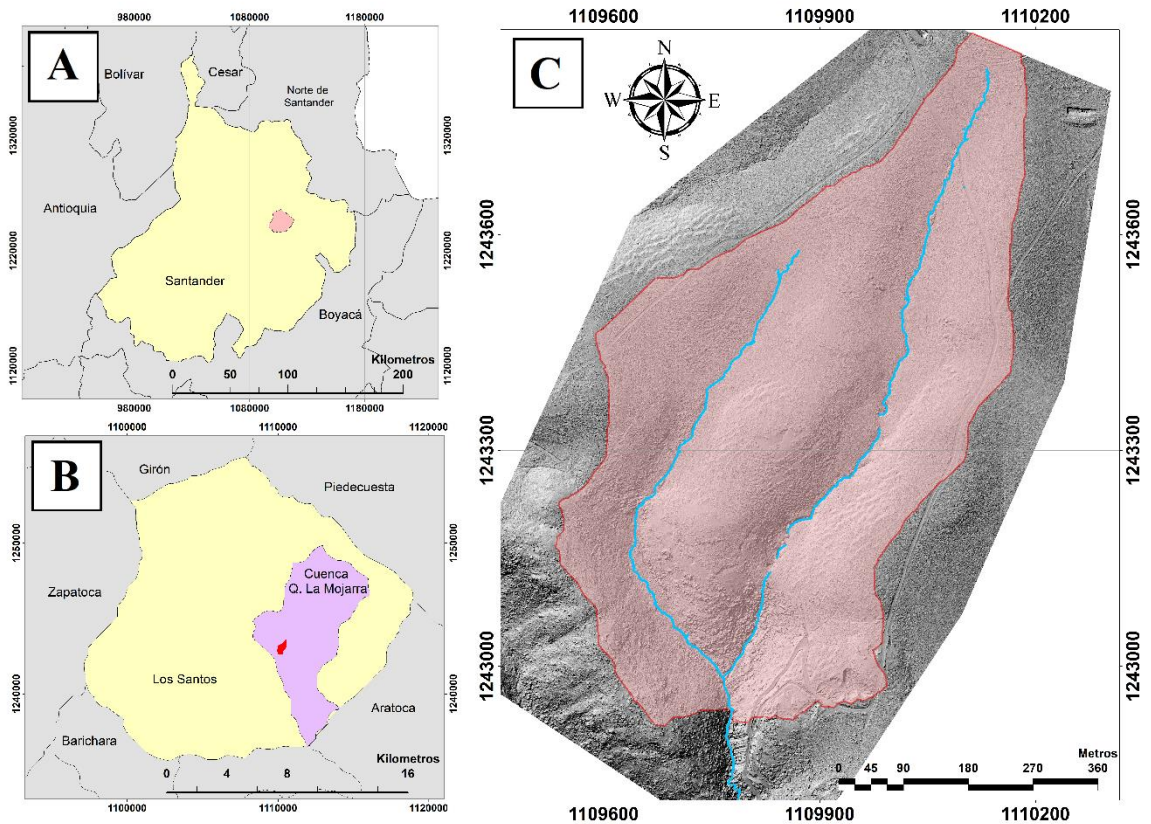 980000 1080000 1180000
A
Bolívar
Cesar
Norte de
Santander
1320000
1320000
Antioquia
1220000
1220000
Santander
Boyacá
Kilometros
1120000
1120000
0 50 100 200
980000 1080000 1180000
1100000 1110000 1120000
B
Girón
Piedecuesta
1250000
1250000
Cuenca
Q. La Mojarra
Zapatoca
Los Santos
1240000
1240000
Aratoca
Barichara
Kilometros
0 4 8 16
1100000 1110000 1120000
1109600 1109900 1110200
C
N
W E
S
1243600
1243600
1243300
1243300
1243000
1243000
Metros
0 45 90 180 270 360
1109600 1109900 1110200